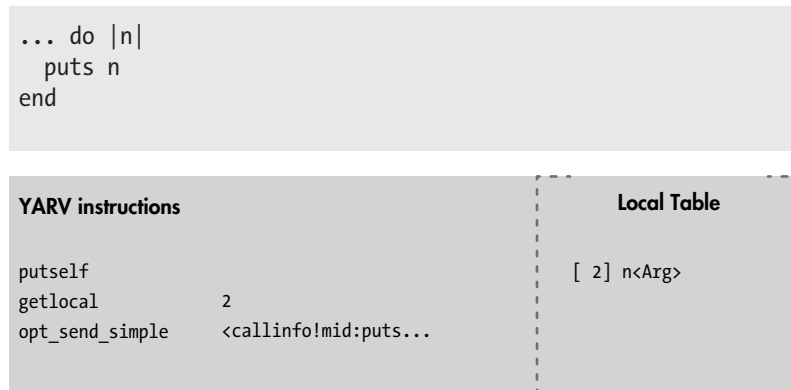 ... do |n|
  puts n
end
YARV instructions
Local Table
putself
[ 2] n<Arg>
getlocal 2
opt_send_simple <callinfo!mid:puts...